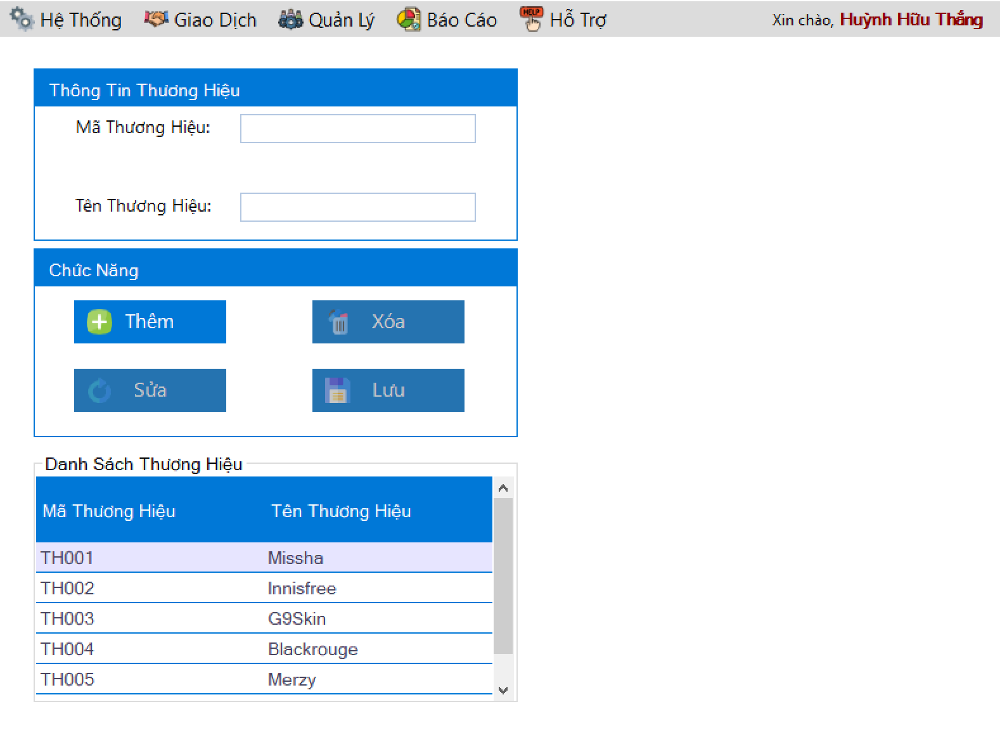 Hệ Thống Giao Dịch Quản Lý Báo Cáo HELP Hỗ Trợ Xin chào, Huỳnh Hữu Thắng
Thông Tin Thương Hiệu
Mã Thương Hiệu:
Tên Thương Hiệu:
Chức Năng
Thêm Xóa
Sửa Lưu
Danh Sách Thương Hiệu
Mã Thương Hiệu Tên Thương Hiệu
TH001 Missha
TH002 Innisfree
TH003 G9Skin
TH004 Blackrouge
TH005 Merzy